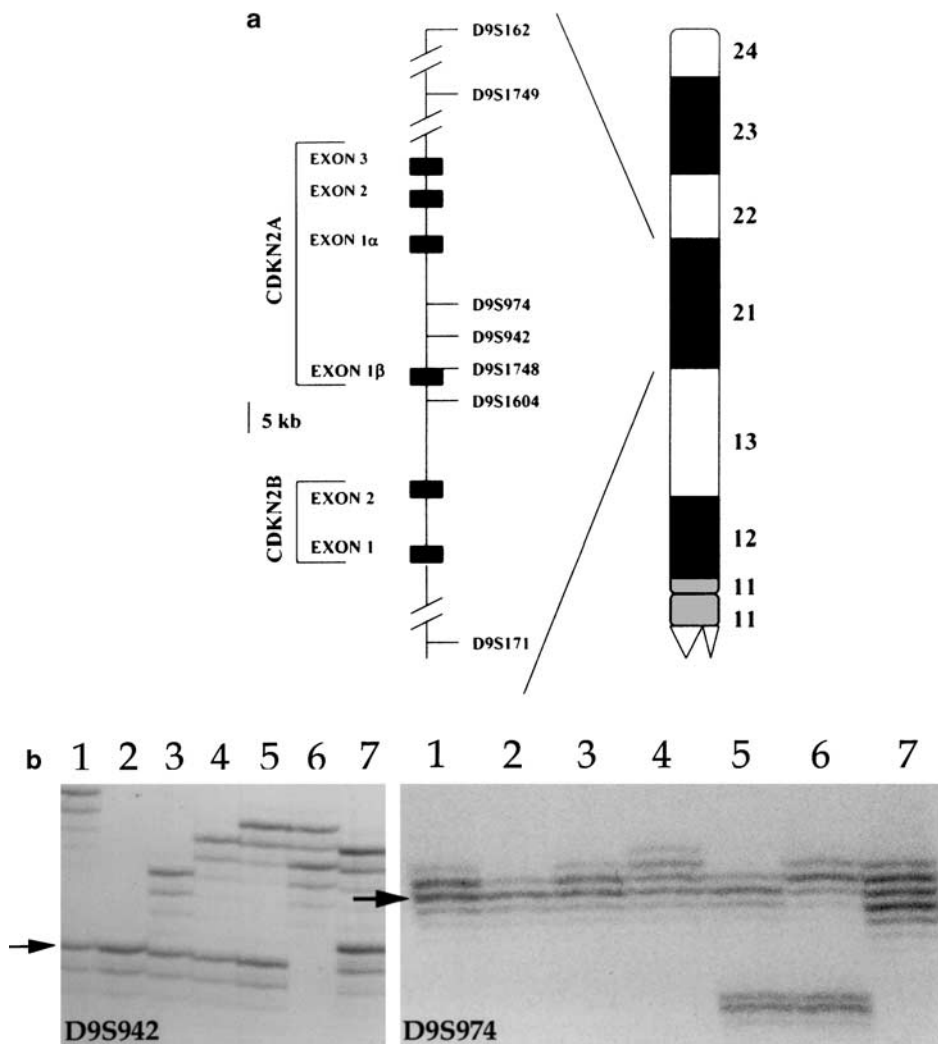 a
D9S162
D9S1749
EXON 3
EXON 2
EXON 1α
CDKN2A
D9S974
D9S942
D9S1748
EXON 1β
D9S1604
5 kb
CDKN2B
EXON 2
EXON 1
D9S171
24
23
22
21
13
12
11
11
b
1 2 3 4 5 6 7
D9S942
1 2 3 4 5 6 7
D9S974